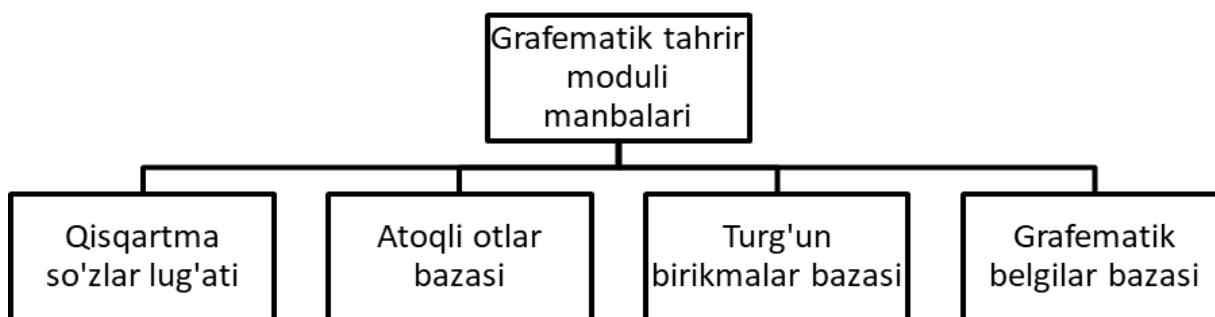 Grafematik tahrir
moduli
manbalari
Qisqartma
so'zlar lug'ati
Atoqli otlar
bazasi
Turg'un
birikmalar bazasi
Grafematik
belgilar bazasi